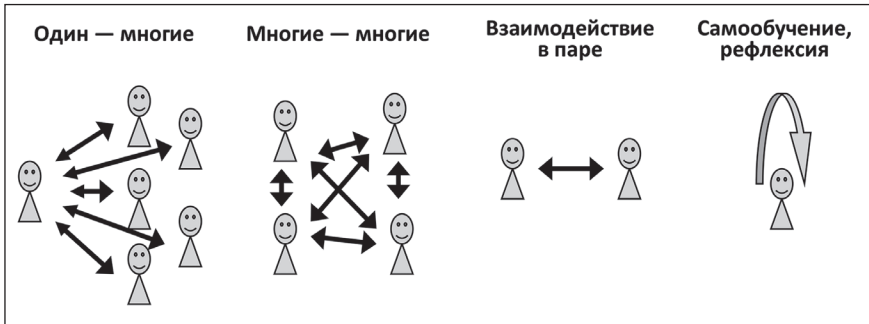 Один — многие
Многие — многие
Взаимодействие
в паре
Самообучение,
рефлексия